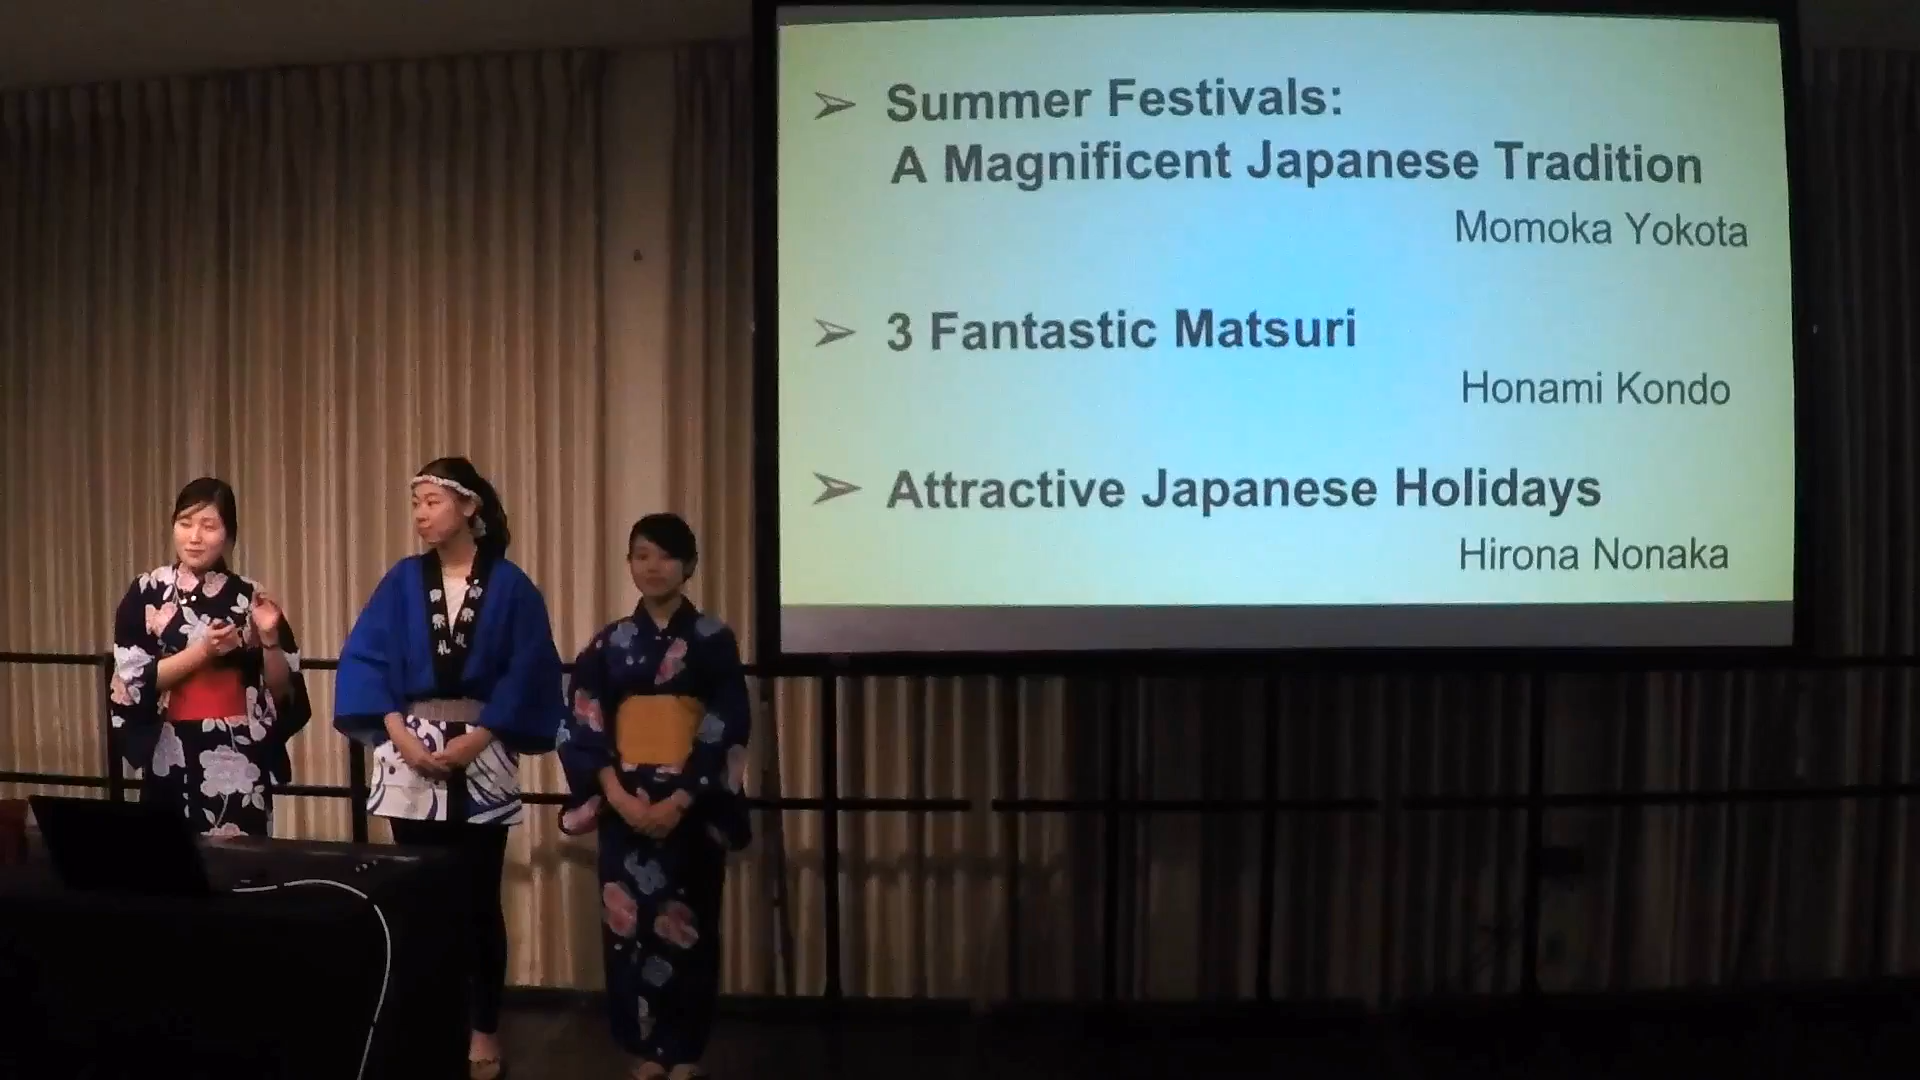 ➢ Summer Festivals:
A Magnificent Japanese Tradition
Momoka Yokota
➢ 3 Fantastic Matsuri
Honami Kondo
➢ Attractive Japanese Holidays
Hirona Nonaka